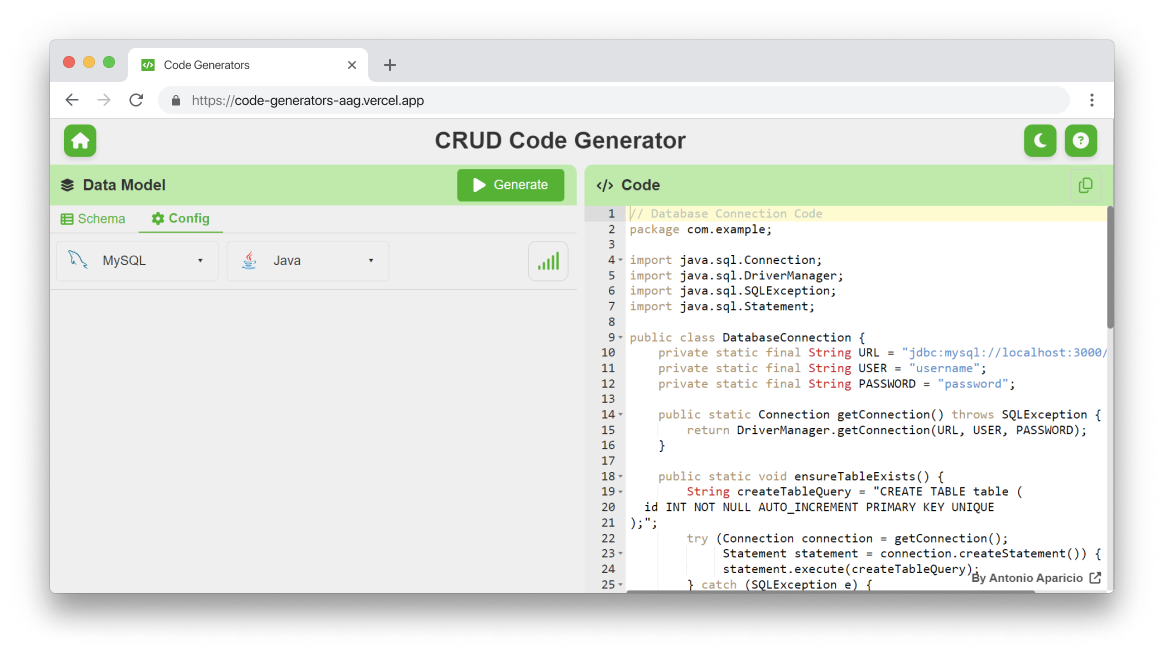 Code Generators
https://code-generators-aag.vercel.app
CRUD Code Generator
Data Model
Generate
Schema
Config
MySQL
Java
</> Code
1 // Database Connection Code
2 package com.example;
3
4 import java.sql.Connection;
5 import java.sql.DriverManager;
6 import java.sql.SQLException;
7 import java.sql.Statement;
8
9 public class DatabaseConnection {
10     private static final String URL = "jdbc:mysql://localhost:3000/
11     private static final String USER = "username";
12     private static final String PASSWORD = "password";
13
14     public static Connection getConnection() throws SQLException {
15         return DriverManager.getConnection(URL, USER, PASSWORD);
16     }
17
18     public static void ensureTableExists() {
19         String createTableQuery = "CREATE TABLE table (
20   id INT NOT NULL AUTO_INCREMENT PRIMARY KEY UNIQUE
21 );";
22         try (Connection connection = getConnection();
23              Statement statement = connection.createStatement()) {
24              statement.execute(createTableQuery);
25         } catch (SQLException e) {
By Antonio Aparicio